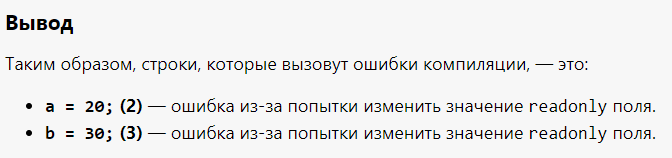 Вывод
Таким образом, строки, которые вызовут ошибки компиляции, — это:
• a = 20; (2) — ошибка из-за попытки изменить значение readonly поля.
• b = 30; (3) — ошибка из-за попытки изменить значение readonly поля.